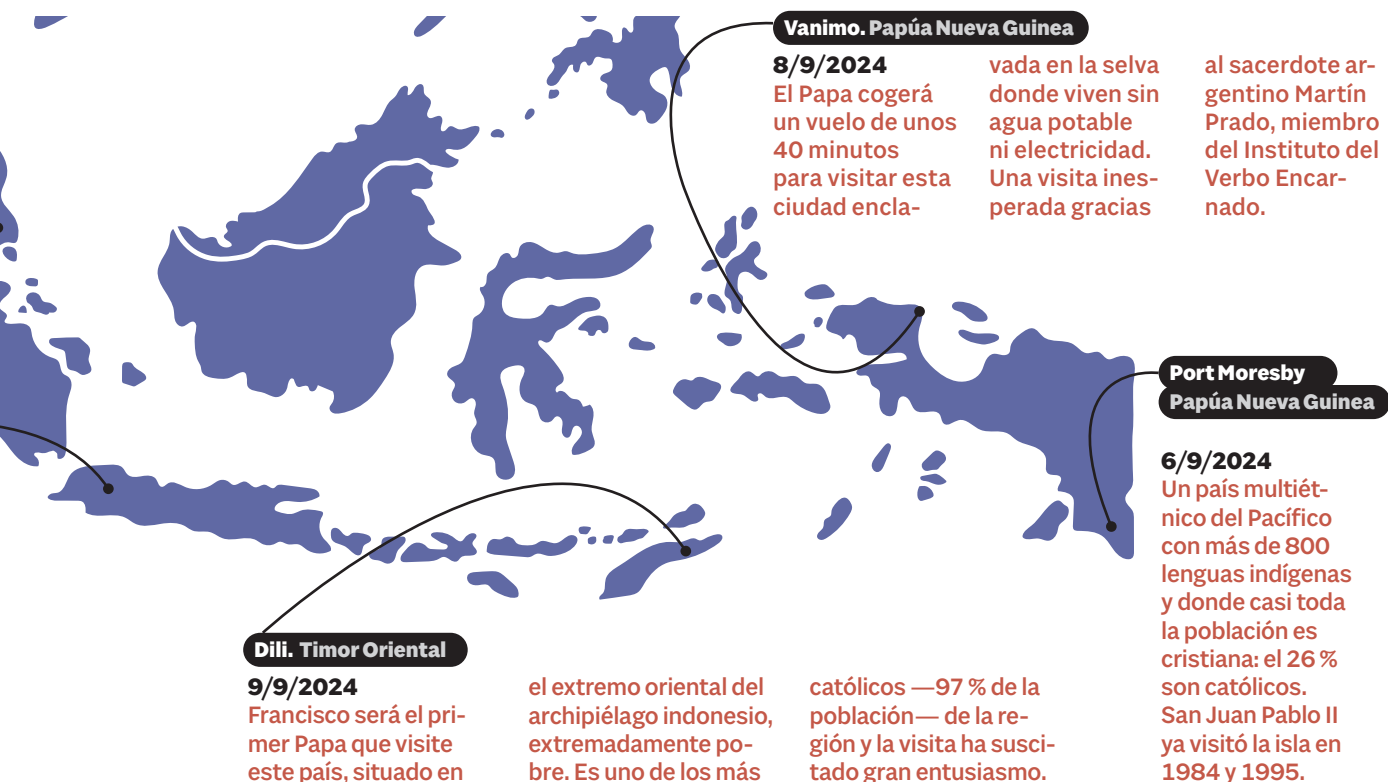 Vanimo. Papúa Nueva Guinea
8/9/2024
El Papa cogerá
un vuelo de unos
40 minutos
para visitar esta
ciudad encla-
vada en la selva
donde viven sin
agua potable
ni electricidad.
Una visita ines-
perada gracias
al sacerdote ar-
gentino Martín
Prado, miembro
del Instituto del
Verbo Encar-
nado.
Port Moresby
Papúa Nueva Guinea
6/9/2024
Un país multiét-
nico del Pacífico
con más de 800
lenguas indígenas
y donde casi toda
la población es
cristiana: el 26 %
son católicos.
San Juan Pablo II
ya visitó la isla en
1984 y 1995.
Dili. Timor Oriental
9/9/2024
Francisco será el pri-
mer Papa que visite
este país, situado en
el extremo oriental del
archipiélago indonesio,
extremadamente po-
bre. Es uno de los más
católicos —97 % de la
población— de la re-
gión y la visita ha susci-
tado gran entusiasmo.